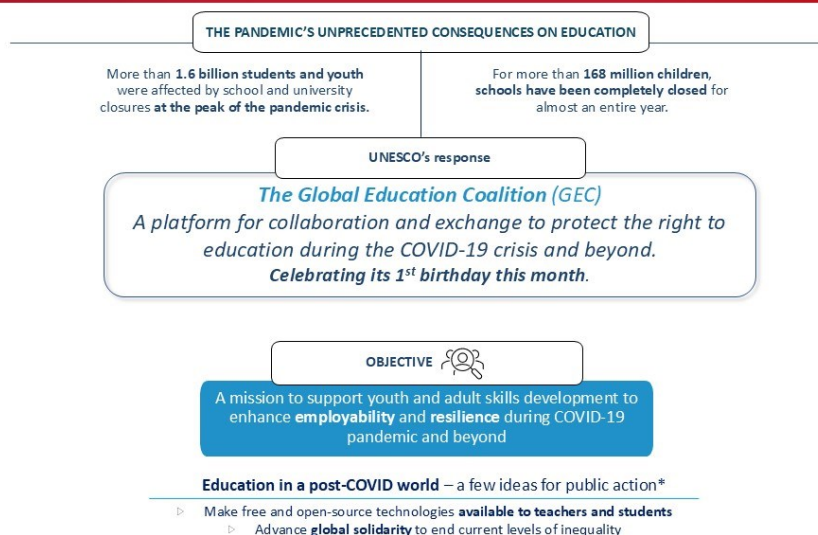 THE PANDEMIC'S UNPRECEDENTED CONSEQUENCES ON EDUCATION
More than 1.6 billion students and youth
were affected by school and university
closures at the peak of the pandemic crisis.
For more than 168 million children,
schools have been completely closed for
almost an entire year.
UNESCO's response
The Global Education Coalition (GEC)
A platform for collaboration and exchange to protect the right to
education during the COVID-19 crisis and beyond.
Celebrating its 1st birthday this month.
OBJECTIVE
A mission to support youth and adult skills development to
enhance employability and resilience during COVID-19
pandemic and beyond
Education in a post-COVID world – a few ideas for public action*
▷ Make free and open-source technologies available to teachers and students
▷ Advance global solidarity to end current levels of inequality